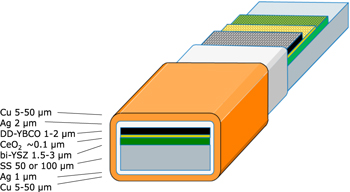 Cu 5-50 µm
Ag 2 µm
DD-YBCO 1-2 µm
CeO₂ ~0.1 µm
bi-YSZ 1.5-3 µm
SS 50 or 100 µm
Ag 1 µm
Cu 5-50 µm